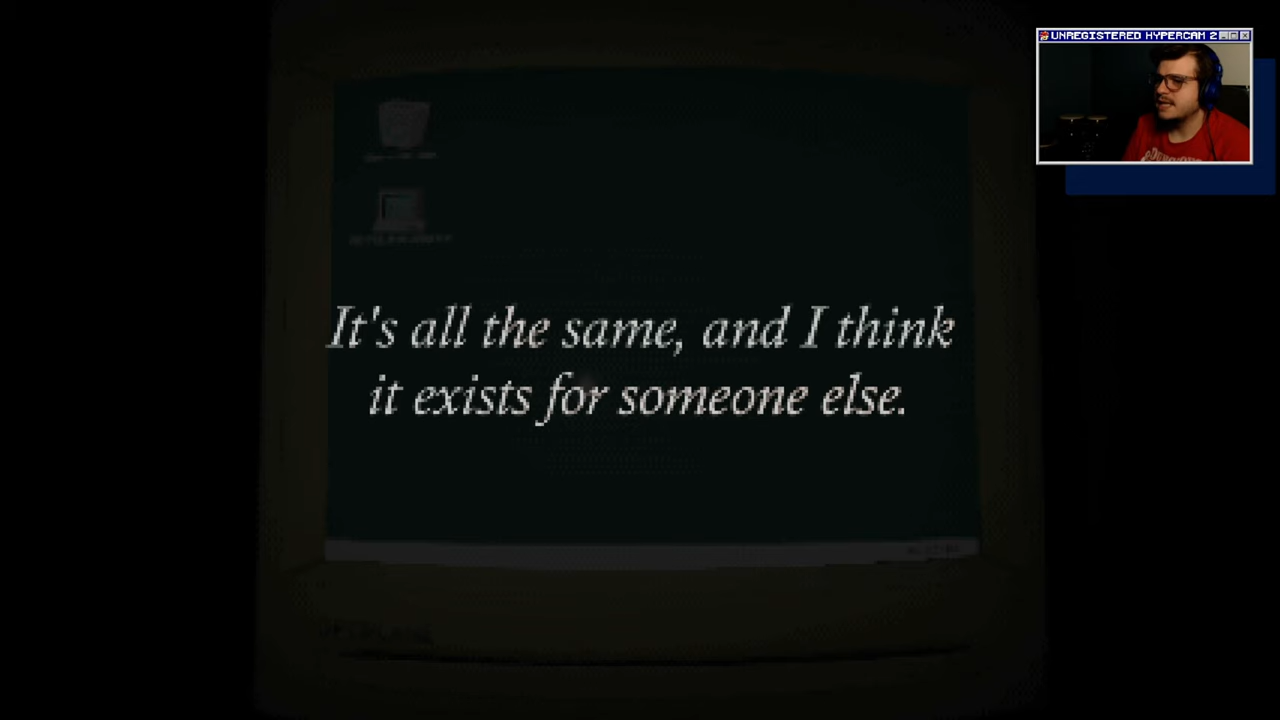 UNREGISTERED HYPERCAM 2
It's all the same, and I think
it exists for someone else.